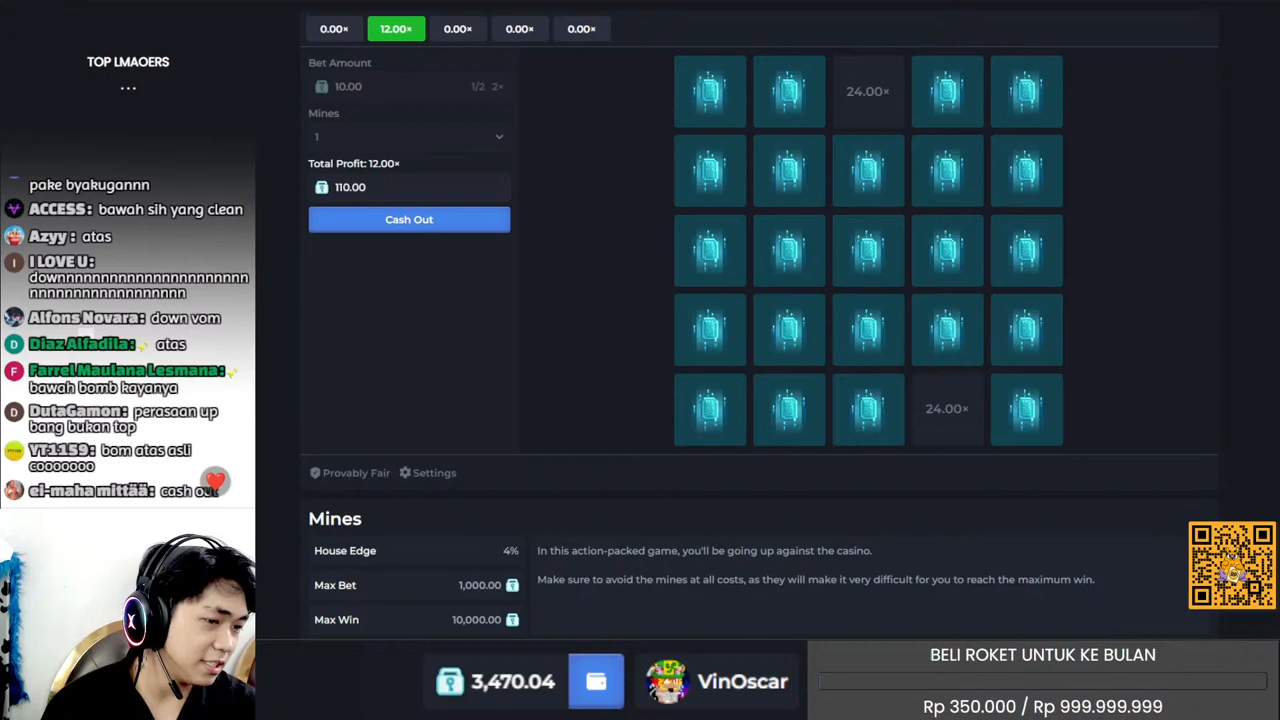 0.00×
12.00×
0.00×
0.00×
0.00×
TOP LMAOERS
...
pake byakugannn
ACCESS: bawah sih yang clean
Azyy : atas
I LOVE U:
Alfons Novara: down vom
Diaz Alfadila: atas
Farrel Maulana Lesmana:
bawah bomb kayanya
DutaGamon: perasaan up
bang bukan top
YT1159: bom atas asli
cooooooo
el-maha mittää: cash
Bet Amount
10.00
1/2 2×
Mines
1
Total Profit: 12.00×
110.00
Cash Out
24.00×
24.00×
Provably Fair
Settings
Mines
House Edge
4%
Max Bet
1,000.00
Max Win
10,000.00
In this action-packed game, you'll be going up against the casino.
Make sure to avoid the mines at all costs, as they will make it very difficult for you to reach the maximum win.
3,470.04
VinOscar
BELI ROKET UNTUK KE BULAN
Rp 350.000 / Rp 999.999.999